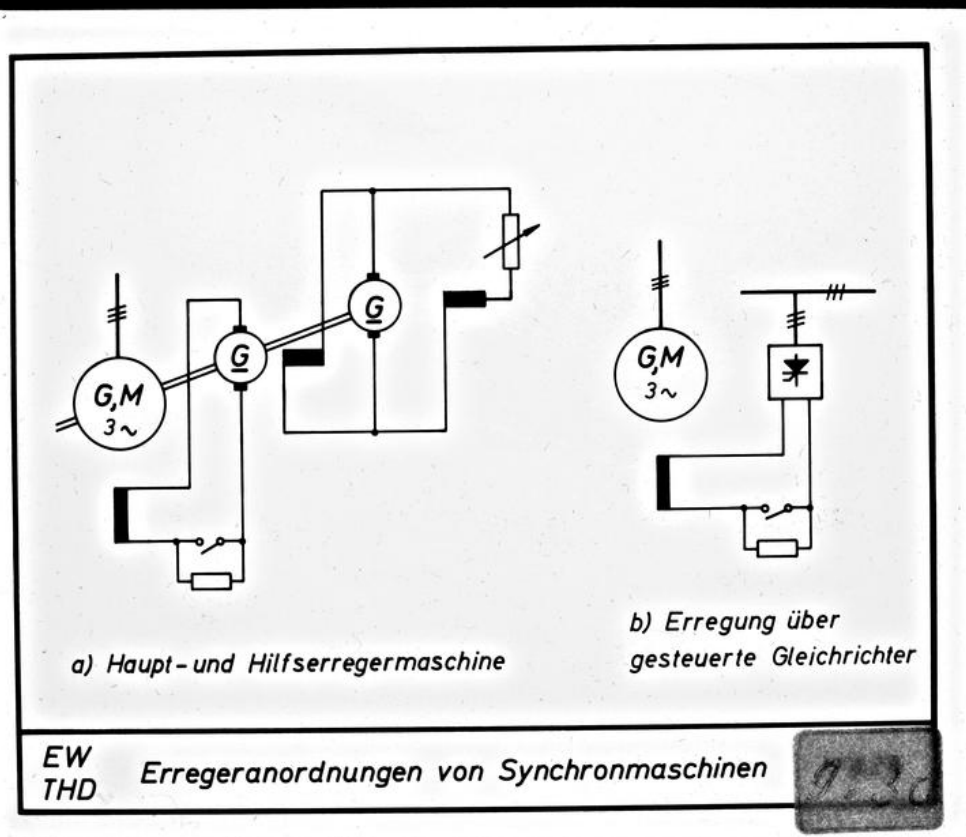 G
G
G,M
3~
G,M
3~
a) Haupt- und Hilfserregermaschine
b) Erregung über
gesteuerte Gleichrichter
EW
THD
Erregeranordnungen von Synchronmaschinen